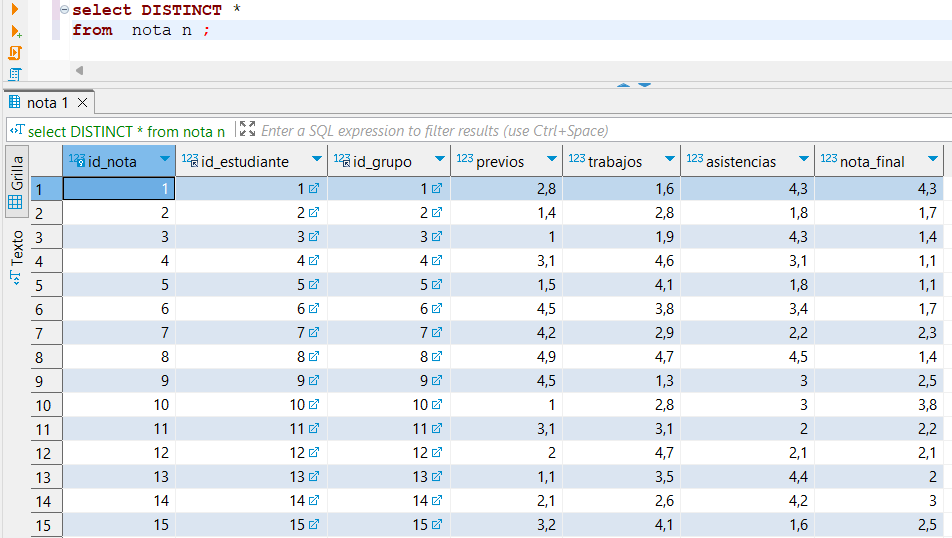 select DISTINCT *
from nota n ;
nota 1
select DISTINCT * from nota n Enter a SQL expression to filter results (use Ctrl+Space)
Grilla
Texto
123 id_nota 123 id_estudiante 123 id_grupo 123 previos 123 trabajos 123 asistencias 123 nota_final
1 1 1 1 2,8 1,6 4,3 4,3
2 2 2 2 1,4 2,8 1,8 1,7
3 3 3 3 1 1,9 4,3 1,4
4 4 4 4 3,1 4,6 3,1 1,1
5 5 5 5 1,5 4,1 1,8 1,1
6 6 6 6 4,5 3,8 3,4 1,7
7 7 7 7 4,2 2,9 2,2 2,3
8 8 8 8 4,9 4,7 4,5 1,4
9 9 9 9 4,5 1,3 3 2,5
10 10 10 10 1 2,8 3 3,8
11 11 11 11 3,1 3,1 2 2,2
12 12 12 12 2 4,7 2,1 2,1
13 13 13 13 1,1 3,5 4,4 2
14 14 14 14 2,1 2,6 4,2 3
15 15 15 15 3,2 4,1 1,6 2,5